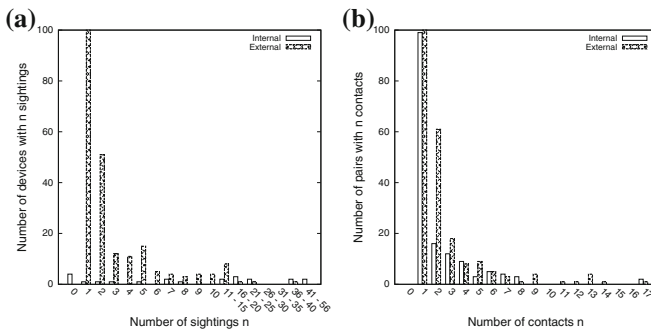 (a)
100
80
60
40
20
0
Number of devices with n sightings
Internal
External
0
1
2
3
4
5
6
7
8
9
10
11 - 15
16 - 20
21 - 25
26 - 30
31 - 35
36 - 40
41 - 56
Number of sightings n
(b)
100
80
60
40
20
0
Number of pairs with n contacts
Internal
External
0
1
2
3
4
5
6
7
8
9
10
11
12
13
14
15
16
17
Number of contacts n